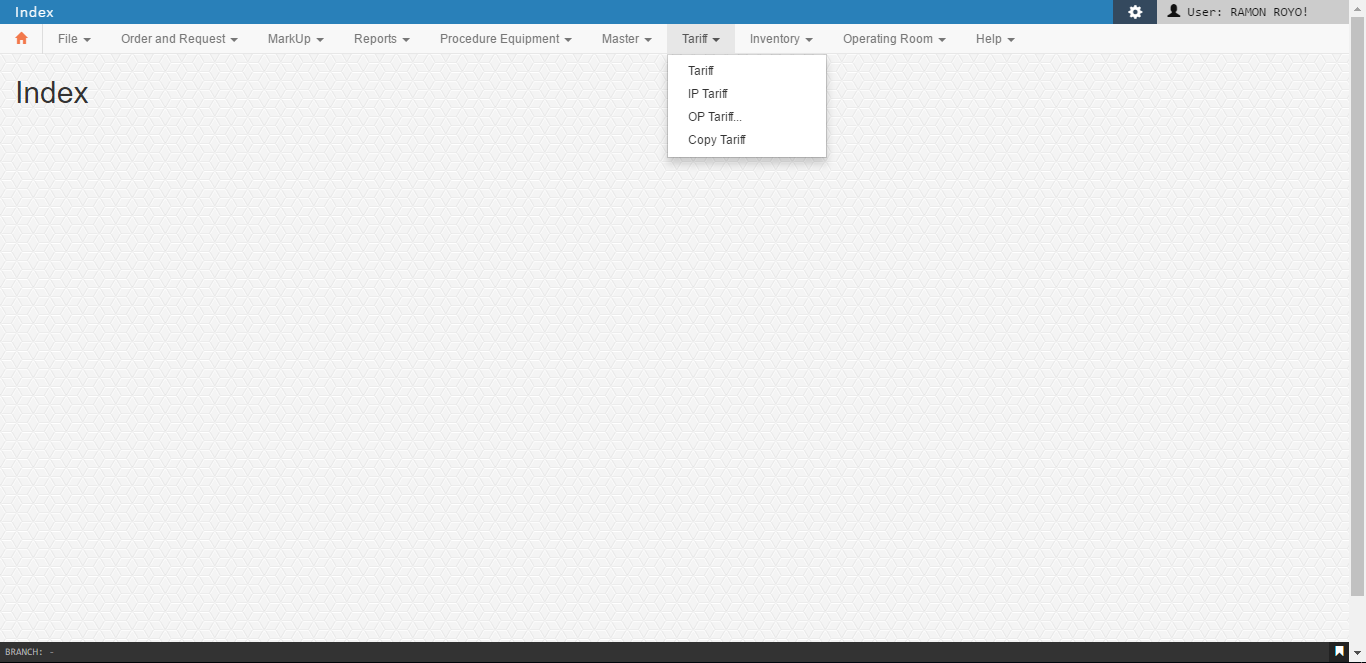 Index
User: RAMON ROYO!
File Order and Request MarkUp Reports Procedure Equipment Master Tariff Inventory Operating Room Help
Tariff
IP Tariff
OP Tariff...
Copy Tariff
Index
BRANCH: -